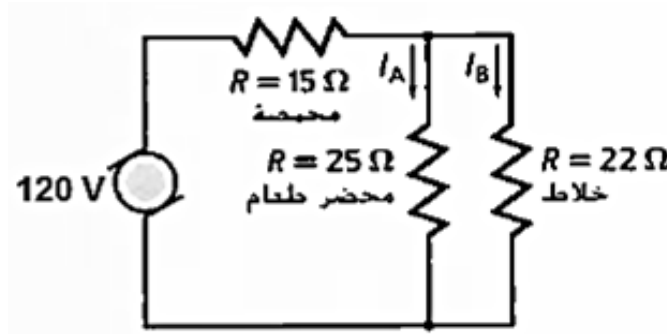 R = 15 Ω
محمصة
I_A
I_B
120 V
R = 25 Ω
محضر طعام
R = 22 Ω
خلاط